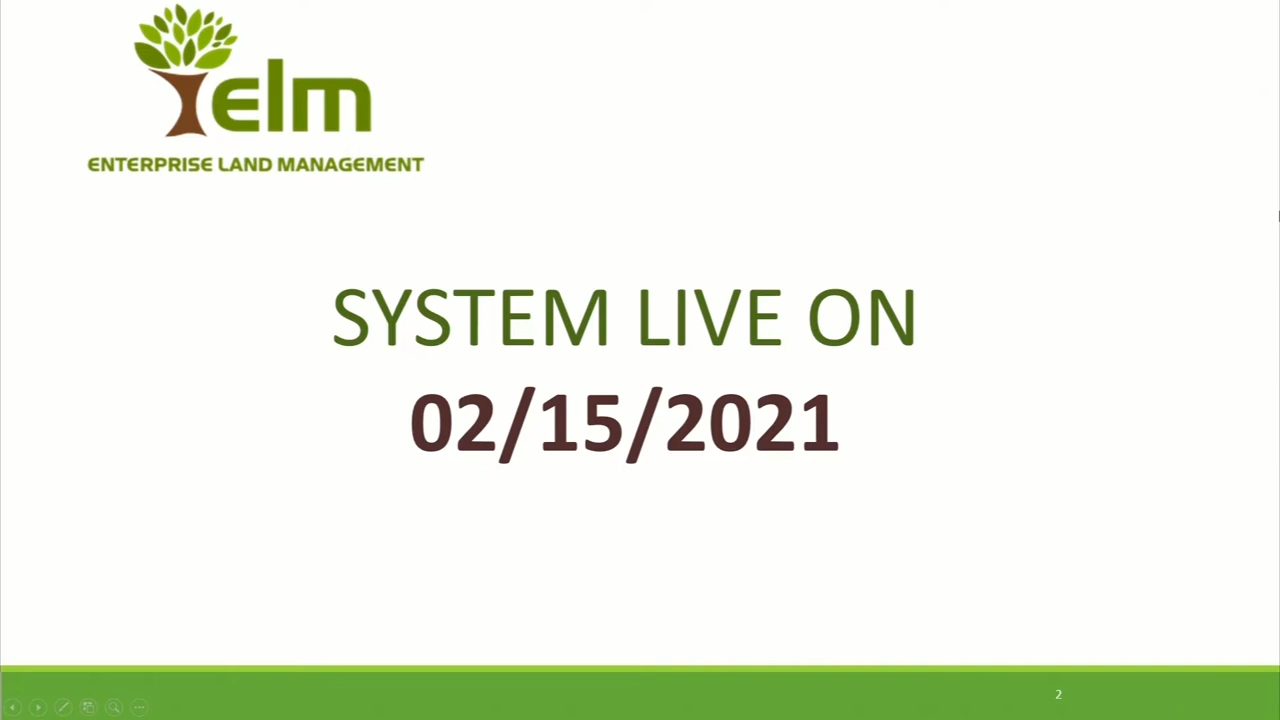 elm
ENTERPRISE LAND MANAGEMENT
SYSTEM LIVE ON
02/15/2021
2